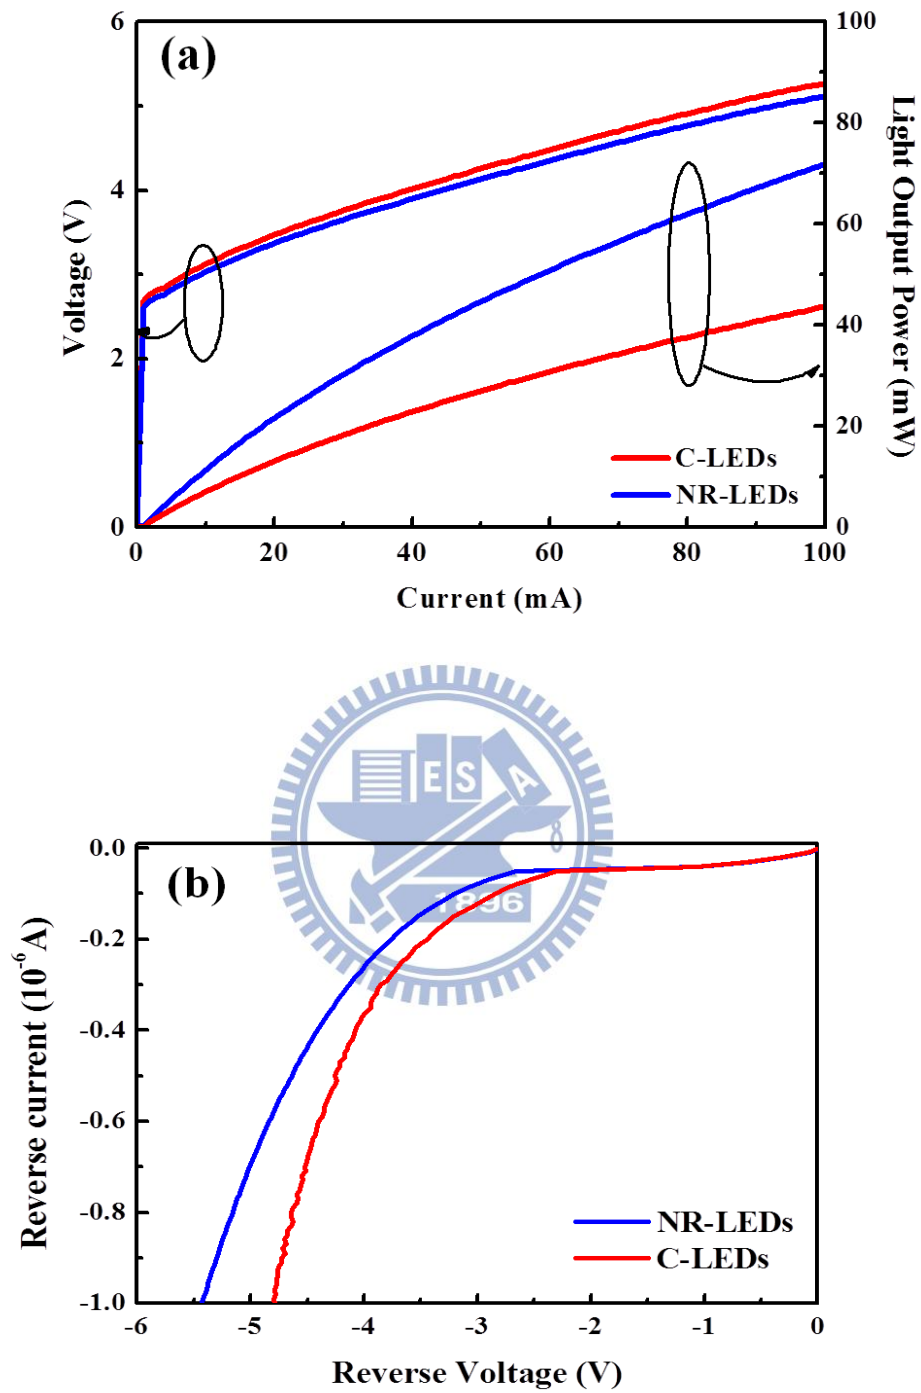 (a)
6
4
2
0
Voltage (V)
100
80
60
40
20
0
Light Output Power (mW)
C-LEDs
NR-LEDs
0 20 40 60 80 100
Current (mA)
E S A
1896
(b)
0.0
-0.2
-0.4
-0.6
-0.8
-1.0
Reverse current (10⁻⁶A)
NR-LEDs
C-LEDs
-6 -5 -4 -3 -2 -1 0
Reverse Voltage (V)